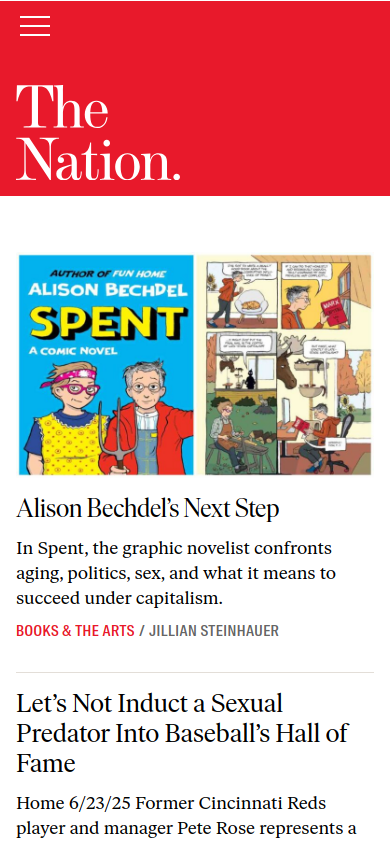 The
Nation.
AUTHOR OF FUN HOME
ALISON BECHDEL
SPENT
A COMIC NOVEL
MARX
Alison Bechdel's Next Step
In Spent, the graphic novelist confronts
aging, politics, sex, and what it means to
succeed under capitalism.
BOOKS & THE ARTS / JILLIAN STEINHAUER
Let's Not Induct a Sexual
Predator Into Baseball's Hall of
Fame
Home 6/23/25 Former Cincinnati Reds
player and manager Pete Rose represents a